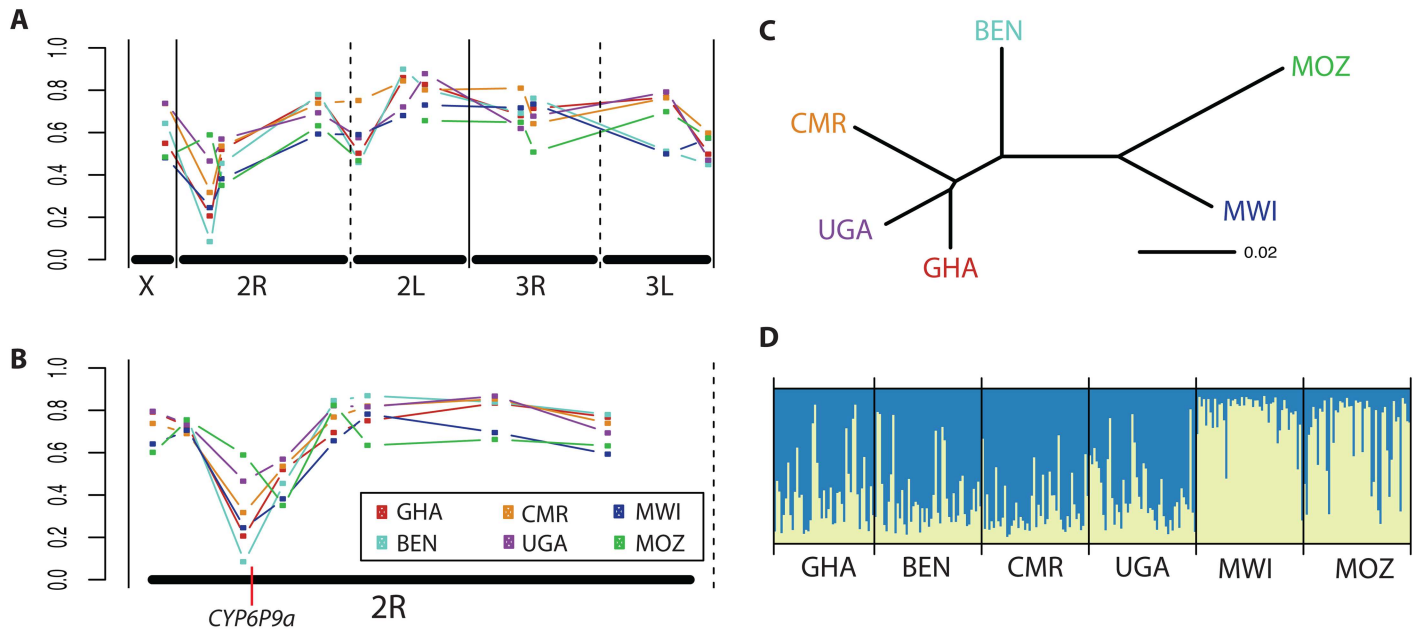 A
1.0
0.8
0.6
0.4
0.2
0.0
X 2R 2L 3R 3L
B
1.0
0.8
0.6
0.4
0.2
0.0
GHA CMR MWI
BEN UGA MOZ
CYP6P9a
2R
C
BEN
MOZ
CMR
UGA
MWI
GHA
0.02
D
GHA BEN CMR UGA MWI MOZ